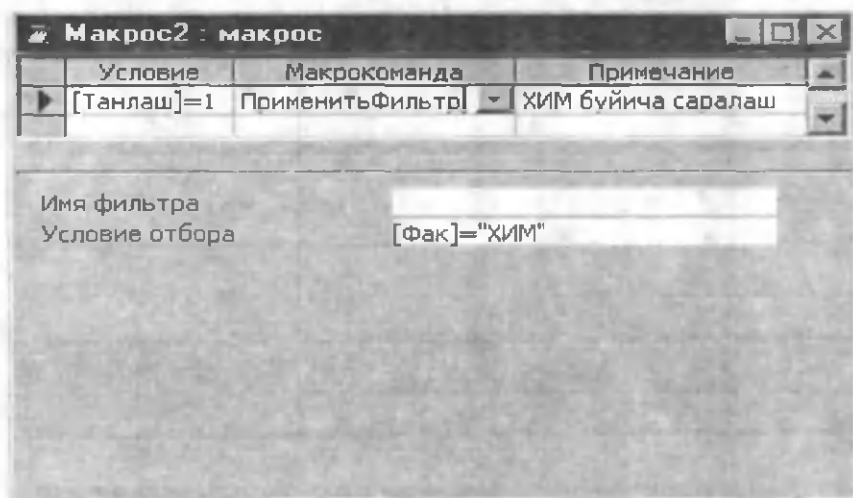 Макрос2 : макрос
Условие Макрокоманда Примечание
[Танлаш]=1 ПрименитьФильтр ХИМ буйича саралаш
Имя фильтра
Условие отбора [Фак]="ХИМ"